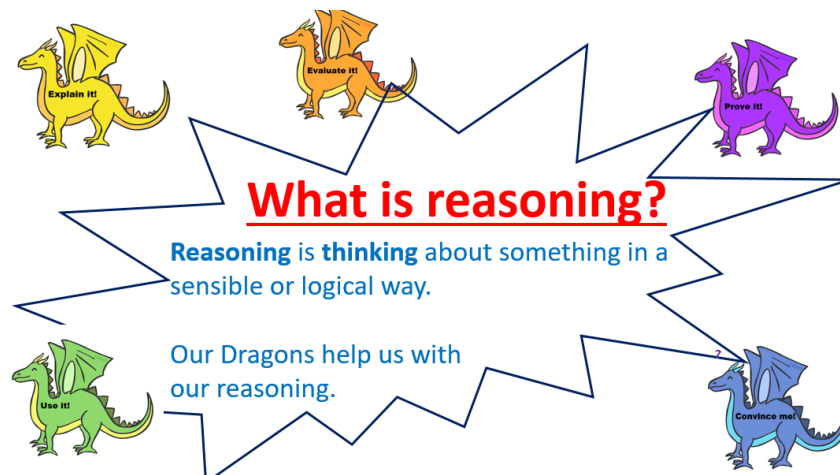 Explain it!
Evaluate it!
Prove it!
What is reasoning?
Reasoning is thinking about something in a
sensible or logical way.
Our Dragons help us with
our reasoning.
Use it!
?
Convince me!